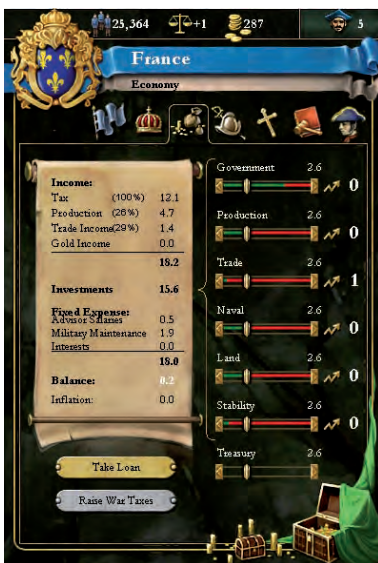 25,364 +1 287 5
France
Economy
Income:
Tax (100%) 12.1
Production (26%) 4.7
Trade Income(29%) 1.4
Gold Income 0.0
18.2
Investments 15.6
Fixed Expense:
Advisor Salaries 0.5
Military Maintenance 1.9
Interests 0.0
18.0
Balance: 0.2
Inflation: 0.0
Take Loan
Raise War Taxes
Government 2.6
0
Production 2.6
0
Trade 2.6
1
Naval 2.6
0
Land 2.6
0
Stability 2.6
0
Treasury 2.6